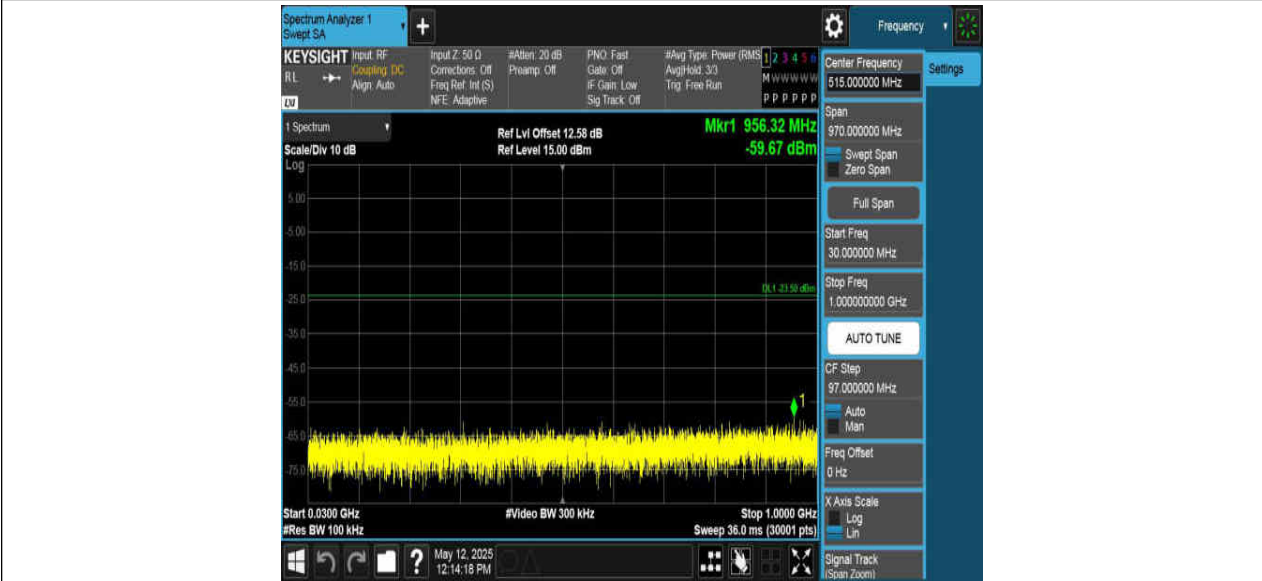 Spectrum Analyzer 1
Swept SA
+
Frequency
KEYSIGHT
RL
LXI
Input: RF
Coupling: DC
Align: Auto
Input Z: 50 Ω
Corrections: Off
Freq Ref: Int (S)
NFE: Adaptive
#Atten: 20 dB
Preamp: Off
PNO: Fast
Gate: Off
IF Gain: Low
Sig Track: Off
#Avg Type: Power (RMS
Avg|Hold: 3/3
Trig: Free Run
1 2 3 4 5 6
M W W W W W
P P P P P P
1 Spectrum
Scale/Div 10 dB
Log
Ref Lvl Offset 12.58 dB
Ref Level 15.00 dBm
Mkr1 956.32 MHz
-59.67 dBm
5.00
-5.00
-15.0
DL1 -23.50 dBm
-25.0
-35.0
-45.0
-55.0
1
-65.0
-75.0
Start 0.0300 GHz
#Res BW 100 kHz
#Video BW 300 kHz
Stop 1.0000 GHz
Sweep 36.0 ms (30001 pts)
?
May 12, 2025
12:14:18 PM
Center Frequency
515.000000 MHz
Settings
Span
970.000000 MHz
Swept Span
Zero Span
Full Span
Start Freq
30.000000 MHz
Stop Freq
1.000000000 GHz
AUTO TUNE
CF Step
97.000000 MHz
Auto
Man
Freq Offset
0 Hz
X Axis Scale
Log
Lin
Signal Track
(Span Zoom)